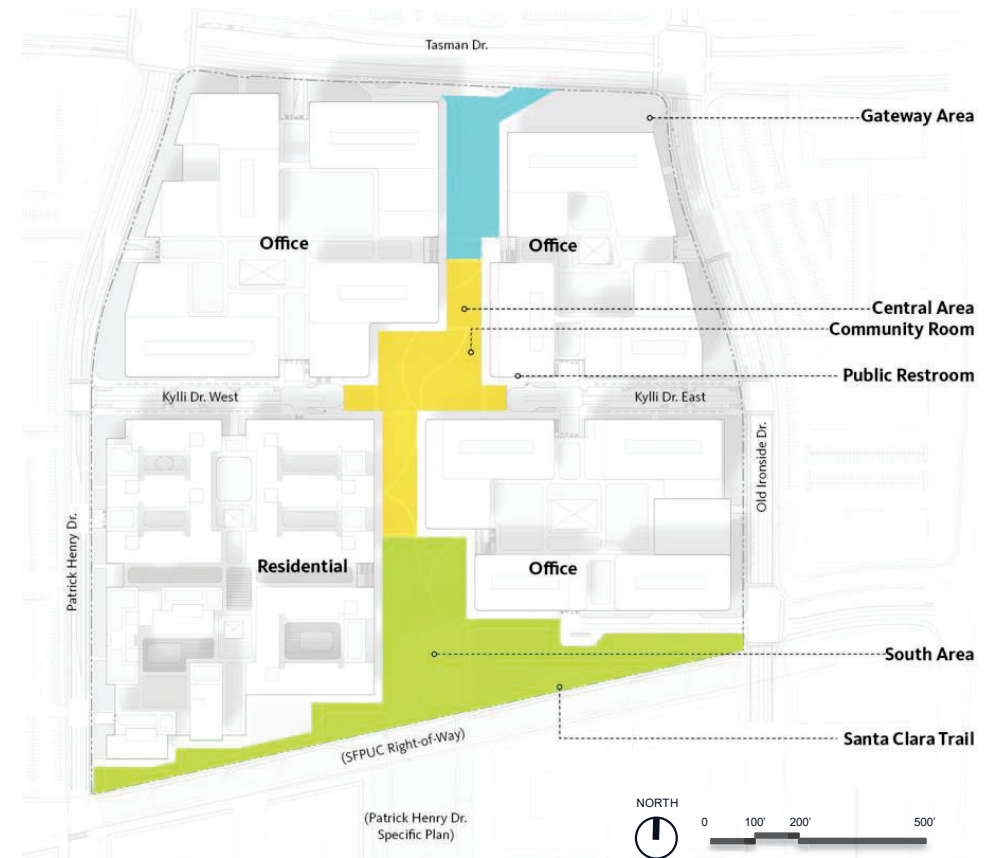 Tasman Dr.
Gateway Area
Office
Office
Central Area
Community Room
Public Restroom
Kylli Dr. West
Kylli Dr. East
Old Ironside Dr.
Patrick Henry Dr.
Residential
Office
South Area
Santa Clara Trail
(SFPUC Right-of-Way)
(Patrick Henry Dr.
Specific Plan)
NORTH
0 100' 200' 500'